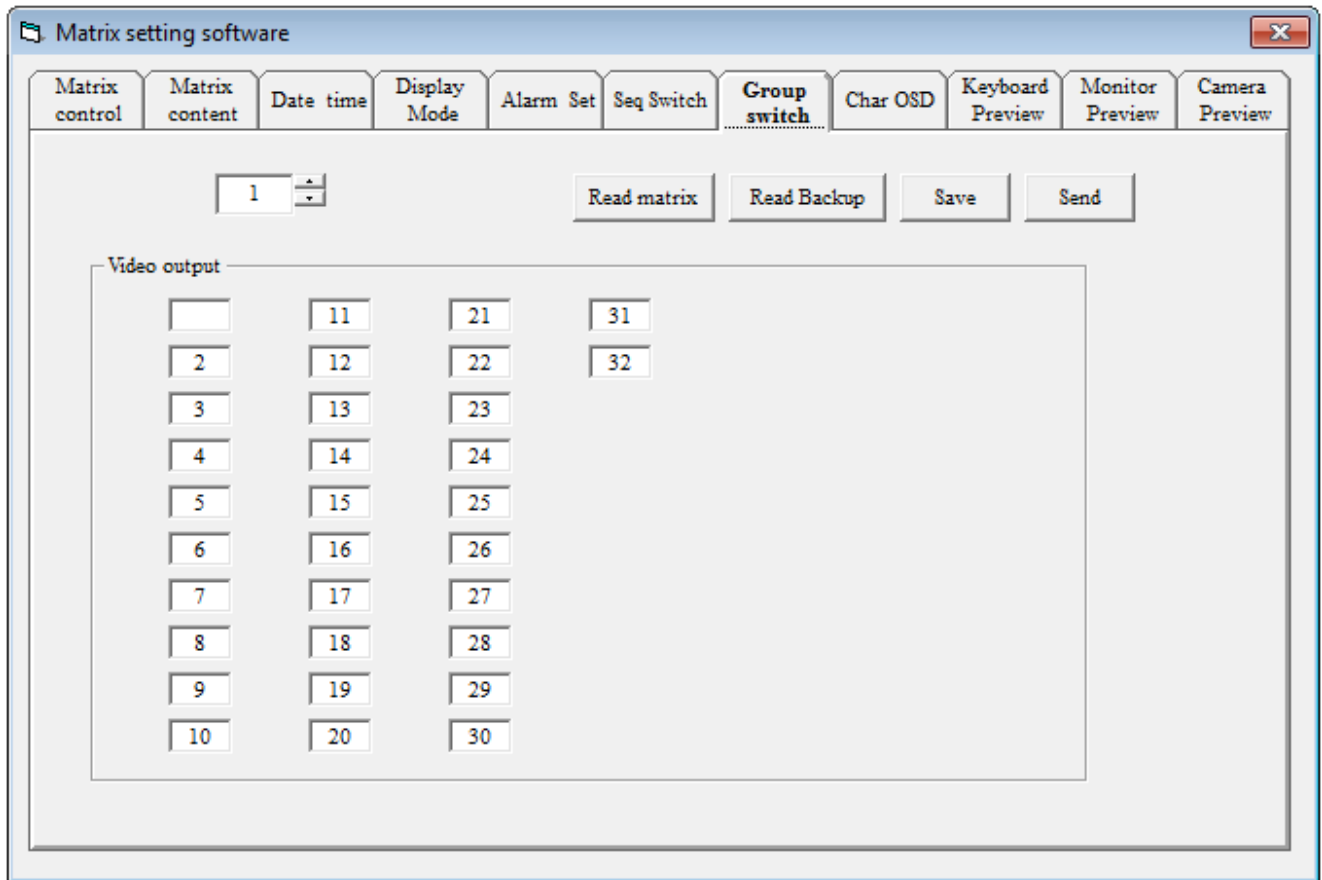 Matrix setting software
Matrix control
Matrix content
Date time
Display Mode
Alarm Set
Seq Switch
Group switch
Char OSD
Keyboard Preview
Monitor Preview
Camera Preview
1
Read matrix
Read Backup
Save
Send
Video output
11 21 31
2 12 22 32
3 13 23
4 14 24
5 15 25
6 16 26
7 17 27
8 18 28
9 19 29
10 20 30